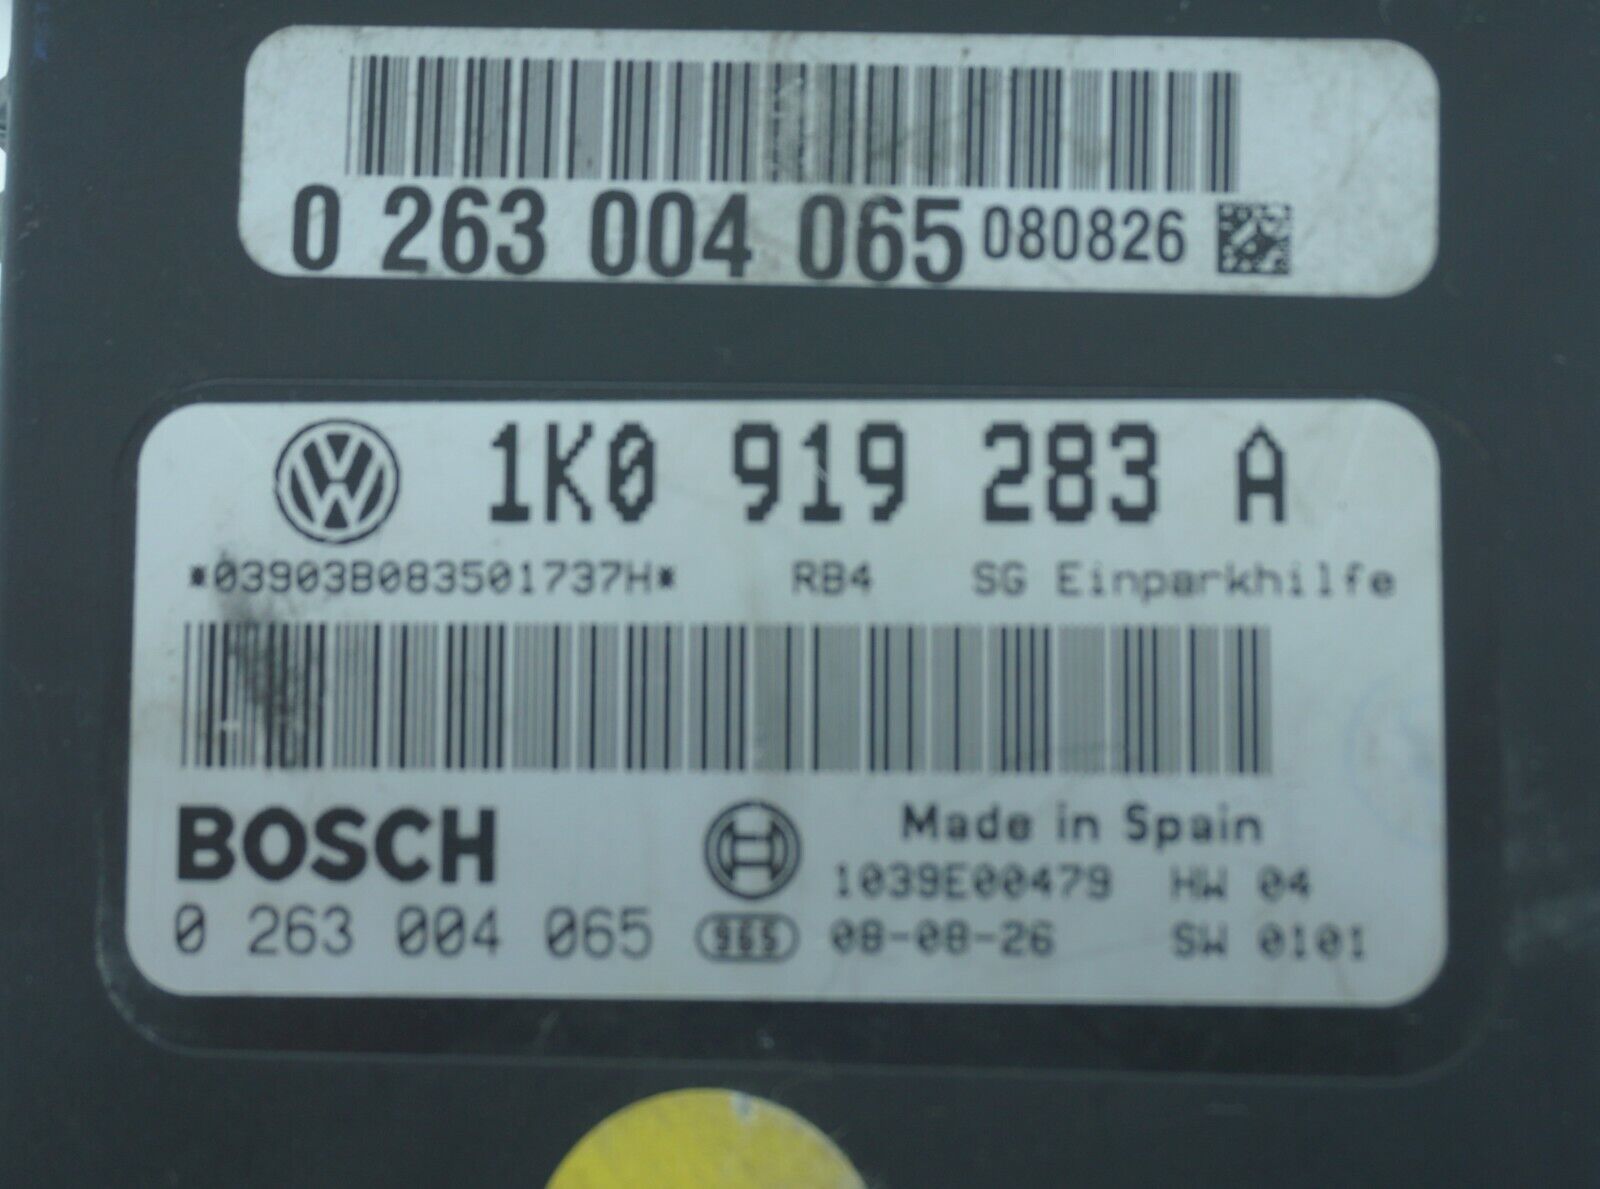 0 263 004 065 080826
1K0 919 283 A
*03903B083501737H* RB4 SG Einparkhilfe
BOSCH
Made in Spain
1039E00479 HW 04
0 263 004 065 965 08-08-26 SW 0101